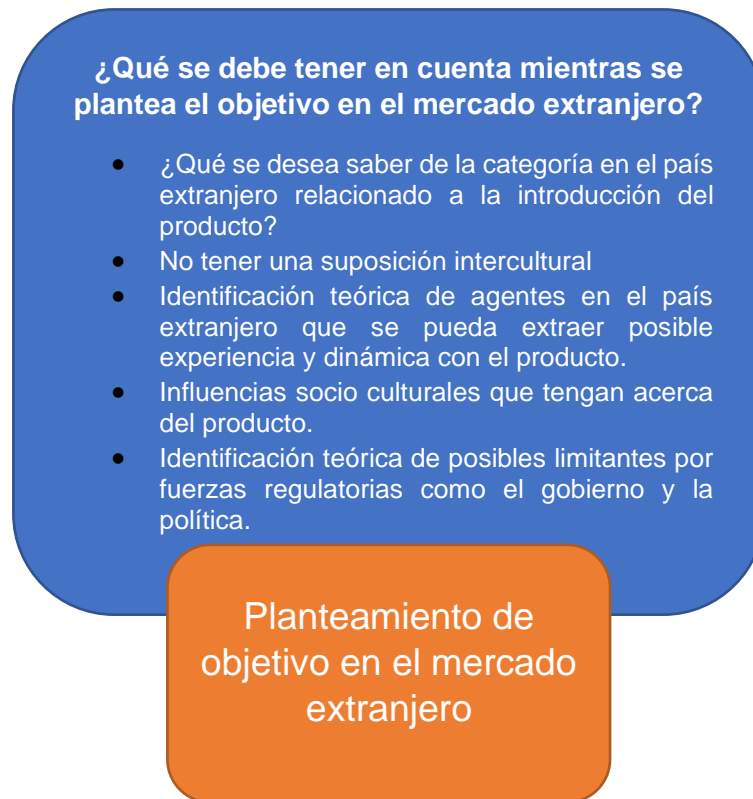 ¿Qué se debe tener en cuenta mientras se
plantea el objetivo en el mercado extranjero?
● ¿Qué se desea saber de la categoría en el país
extranjero relacionado a la introducción del
producto?
● No tener una suposición intercultural
● Identificación teórica de agentes en el país
extranjero que se pueda extraer posible
experiencia y dinámica con el producto.
● Influencias socio culturales que tengan acerca
del producto.
● Identificación teórica de posibles limitantes por
fuerzas regulatorias como el gobierno y la
política.
Planteamiento de
objetivo en el mercado
extranjero